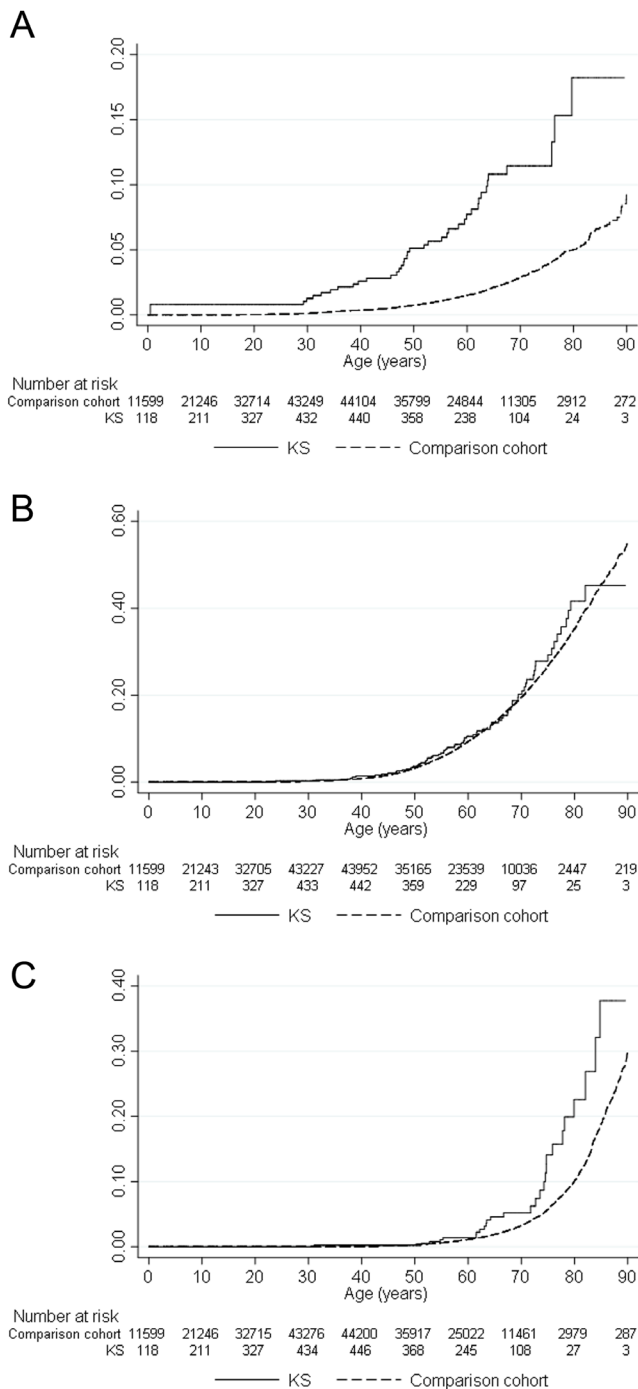 A
0.20
0.15
0.10
0.05
0.00
0 10 20 30 40 50 60 70 80 90
Age (years)
Number at risk
Comparison cohort 11599 21246 32714 43249 44104 35799 24844 11305 2912 272
KS 118 211 327 432 440 358 238 104 24 3
KS Comparison cohort
B
0.60
0.40
0.20
0.00
0 10 20 30 40 50 60 70 80 90
Age (years)
Number at risk
Comparison cohort 11599 21243 32705 43227 43952 35165 23539 10036 2447 219
KS 118 211 327 433 442 359 229 97 25 3
KS Comparison cohort
C
0.40
0.30
0.20
0.10
0.00
0 10 20 30 40 50 60 70 80 90
Age (years)
Number at risk
Comparison cohort 11599 21246 32715 43276 44200 35917 25022 11461 2979 287
KS 118 211 327 434 446 368 245 108 27 3
KS Comparison cohort